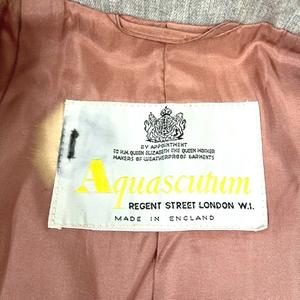 BY APPOINTMENT
TO H.M. QUEEN ELIZABETH THE QUEEN MOTHER
MAKERS OF WEATHERPROOF GARMENTS
Aquascutum
REGENT STREET LONDON W.1.
MADE IN ENGLAND